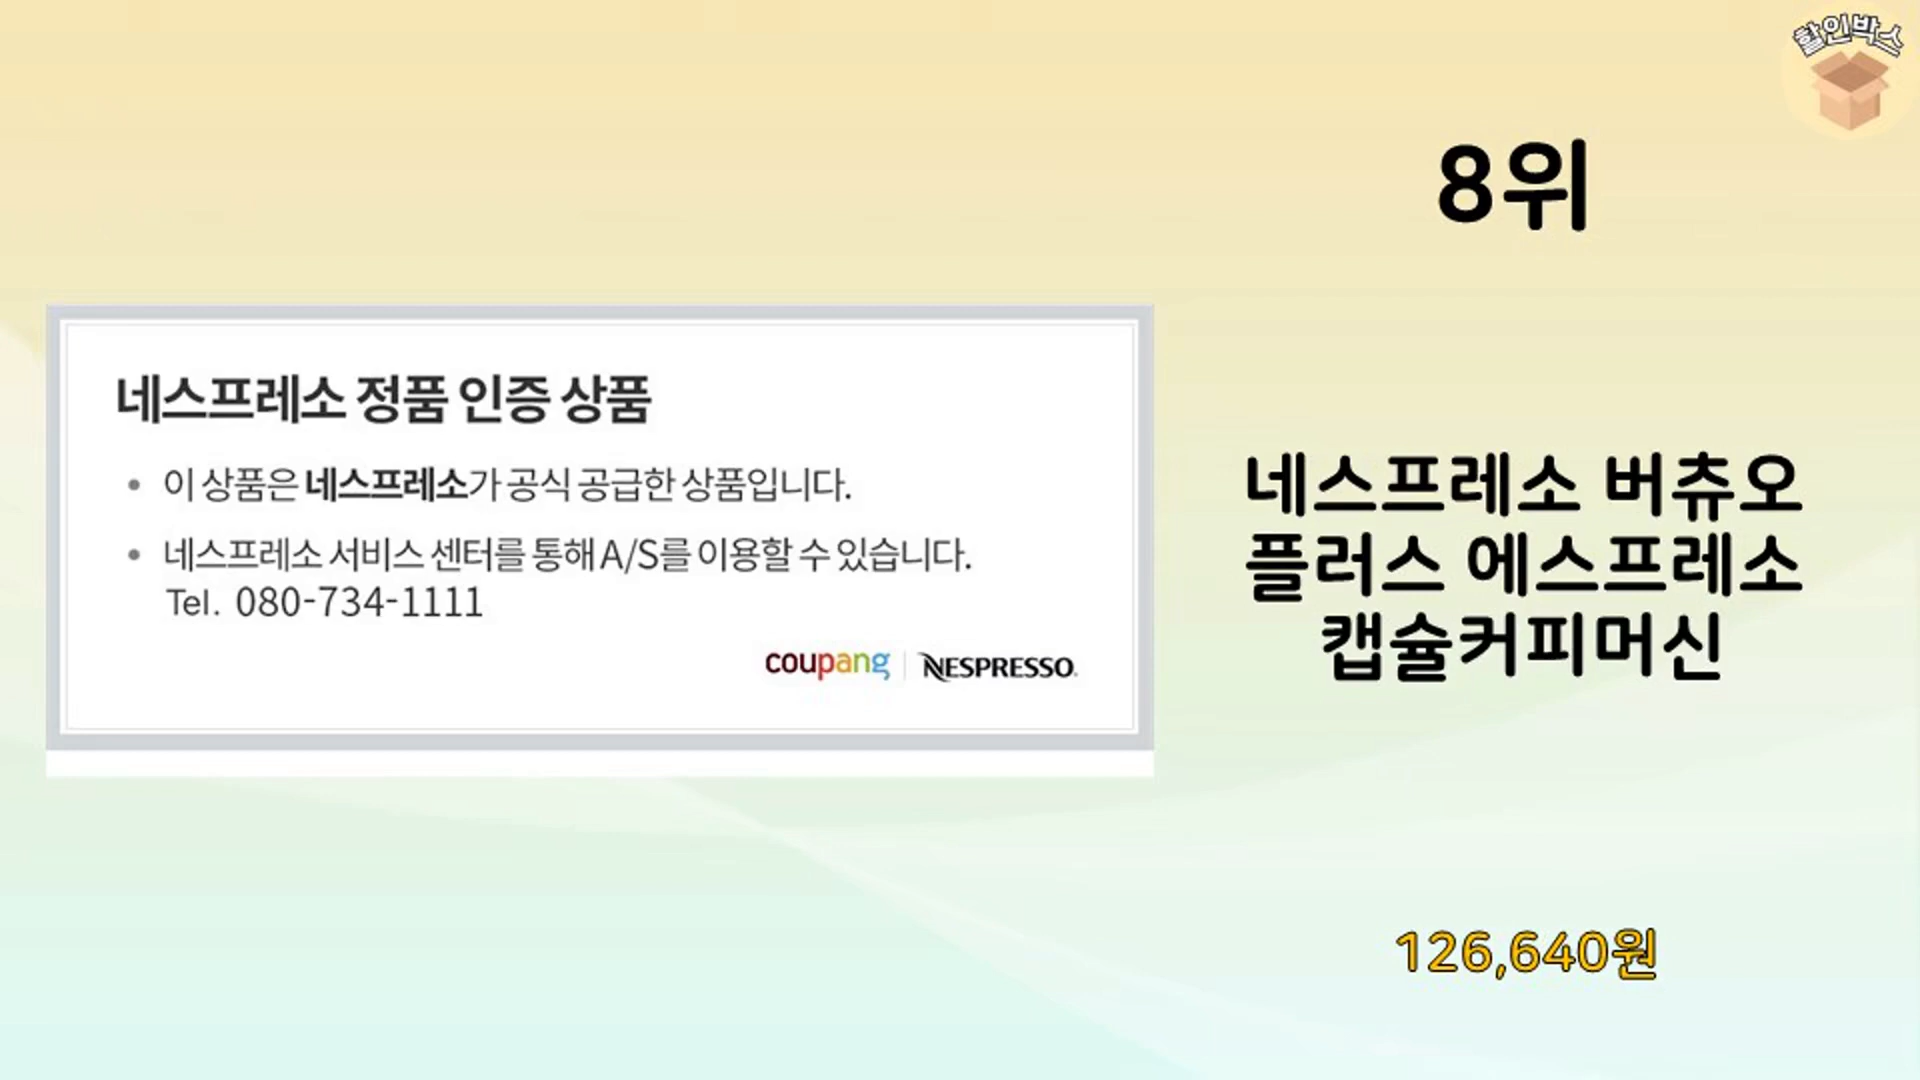 할인박스
8위
네스프레소 정품 인증 상품
• 이 상품은 네스프레소가 공식 공급한 상품입니다.
• 네스프레소 서비스 센터를 통해 A/S를 이용할 수 있습니다.
Tel. 080-734-1111
coupang | NESPRESSO.
네스프레소 버츄오
플러스 에스프레소
캡슐커피머신
126,640원